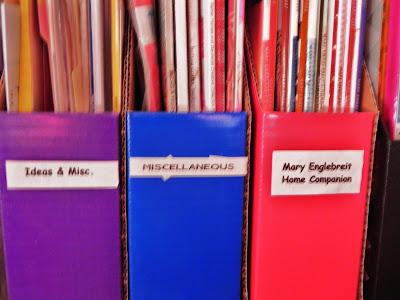 Ideas & Misc.
MISCELLANEOUS
Mary Englebreit
Home Companion